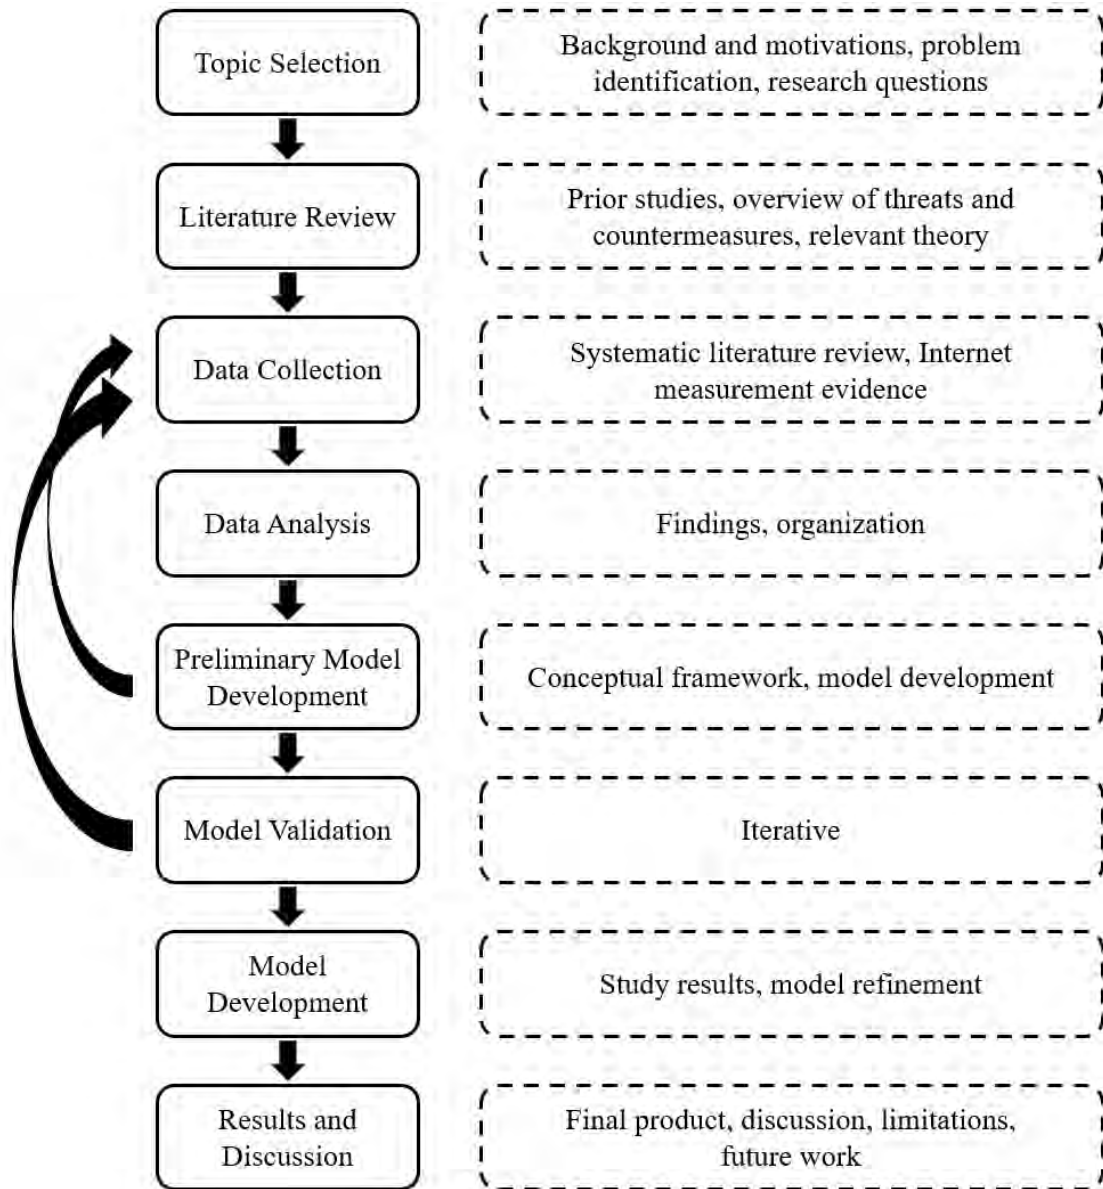 Topic Selection
Background and motivations, problem
identification, research questions
Literature Review
Prior studies, overview of threats and
countermeasures, relevant theory
Data Collection
Systematic literature review, Internet
measurement evidence
Data Analysis
Findings, organization
Preliminary Model
Development
Conceptual framework, model development
Model Validation
Iterative
Model
Development
Study results, model refinement
Results and
Discussion
Final product, discussion, limitations,
future work